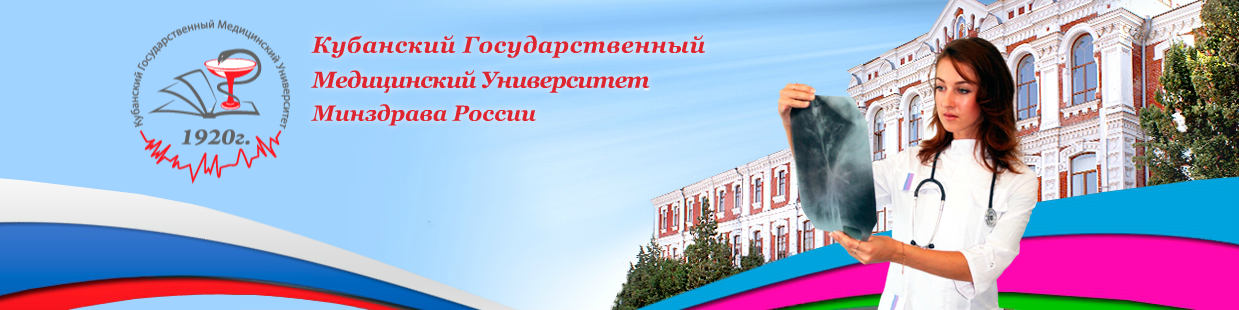 Кубанский Государственный Медицинский Университет
1920г.
Кубанский Государственный
Медицинский Университет
Минздрава России